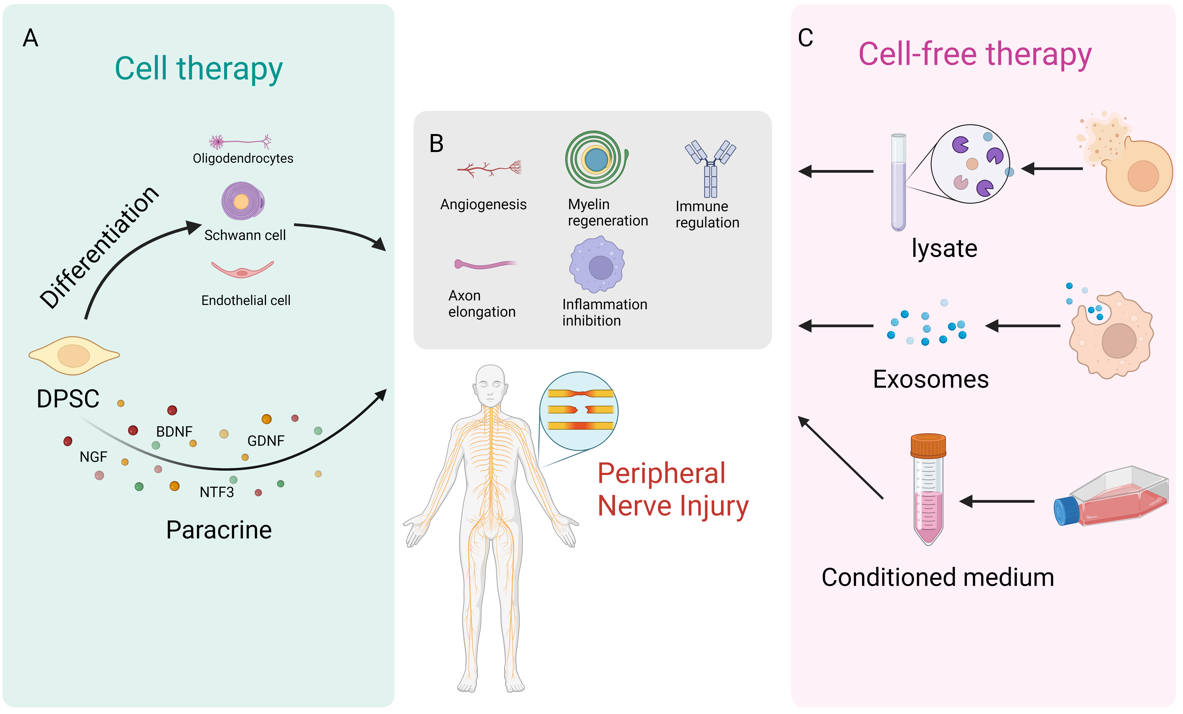 A
Cell therapy
Oligodendrocytes
Differentiation
Schwann cell
Endothelial cell
DPSC
BDNF
GDNF
NGF
NTF3
Paracrine
B
Angiogenesis
Myelin
regeneration
Immune
regulation
Axon
elongation
Inflammation
inhibition
Peripheral
Nerve Injury
C
Cell-free therapy
lysate
Exosomes
Conditioned medium